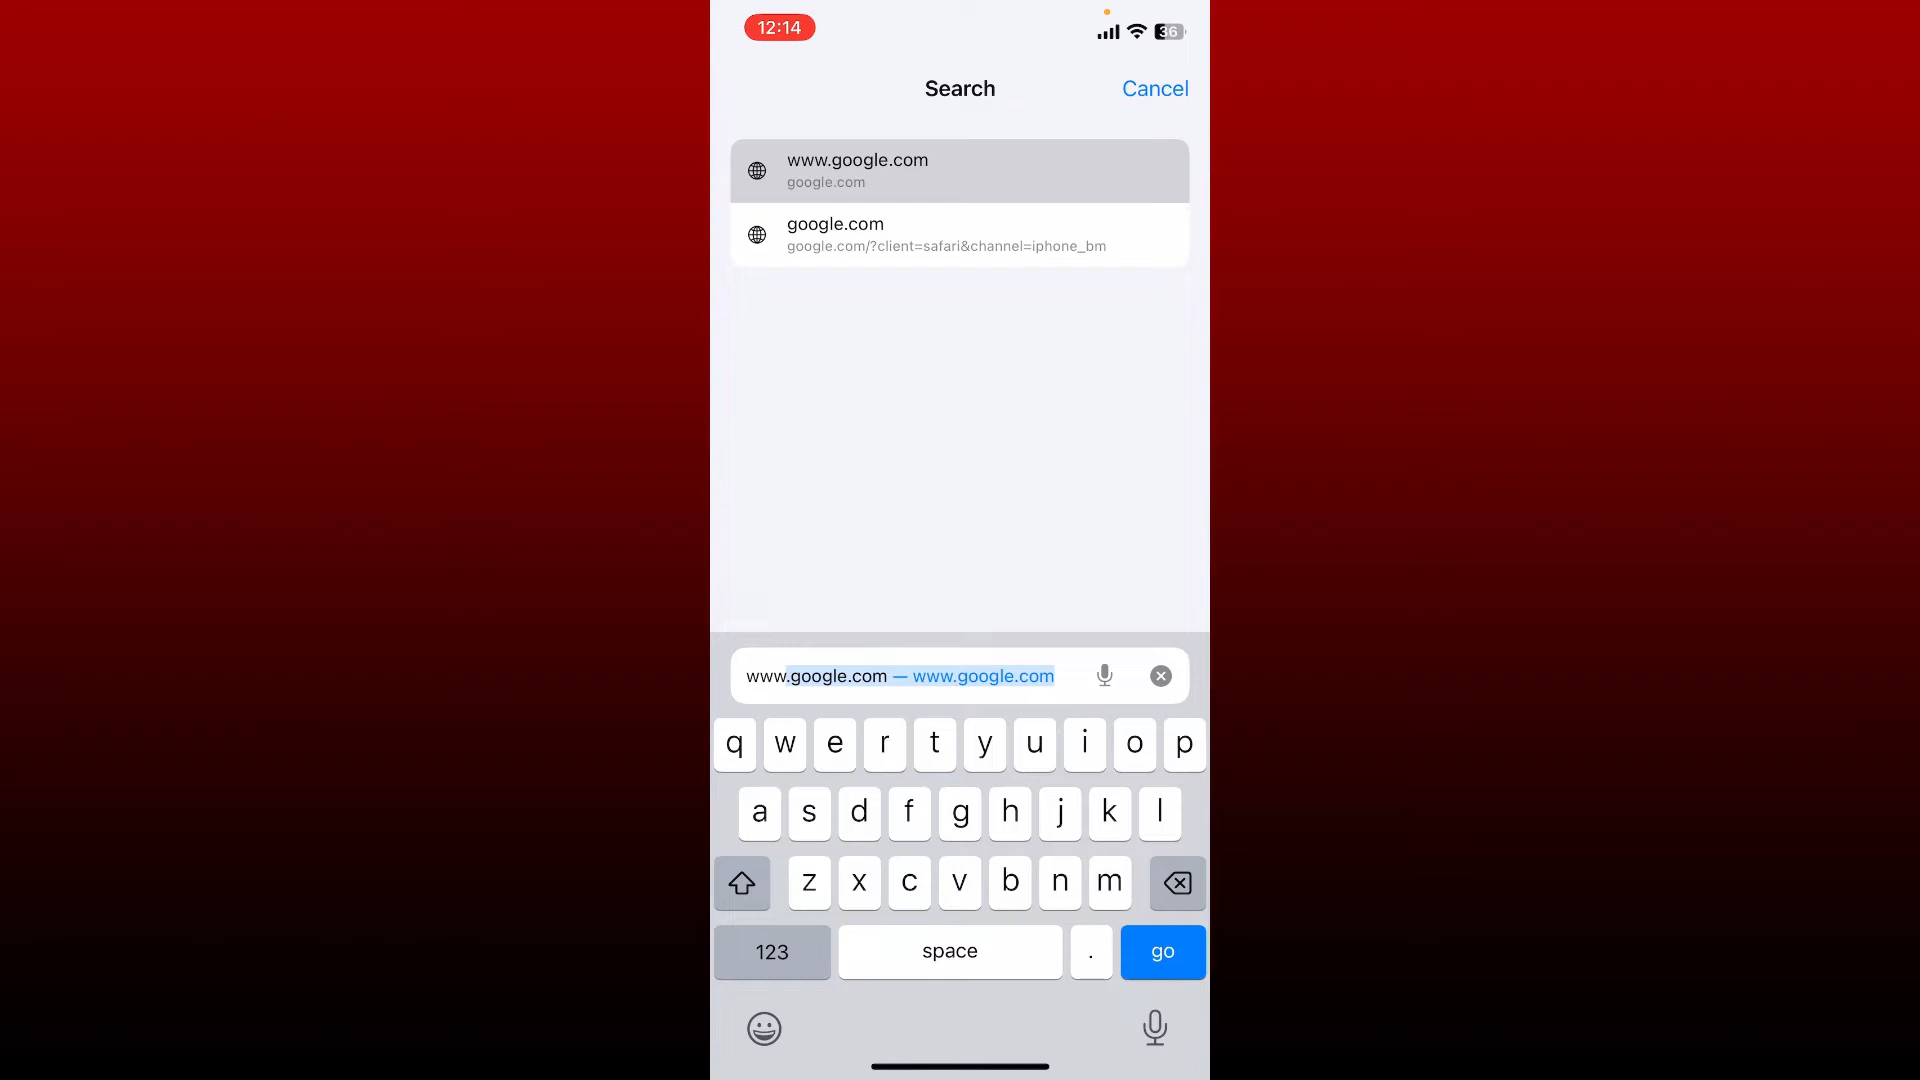 12:14
36
Search
Cancel
www.google.com
google.com
google.com
google.com/?client=safari&channel=iphone_bm
www.google.com — www.google.com
q w e r t y u i o p
a s d f g h j k l
z x c v b n m
123 space . go